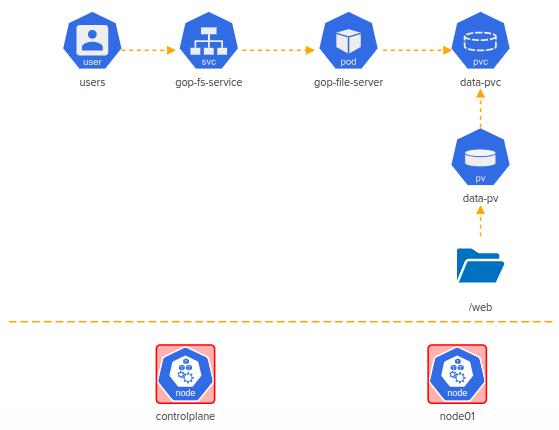 user
svc
pod
pvc
users
gop-fs-service
gop-file-server
data-pvc
pv
data-pv
/web
node
node
controlplane
node01